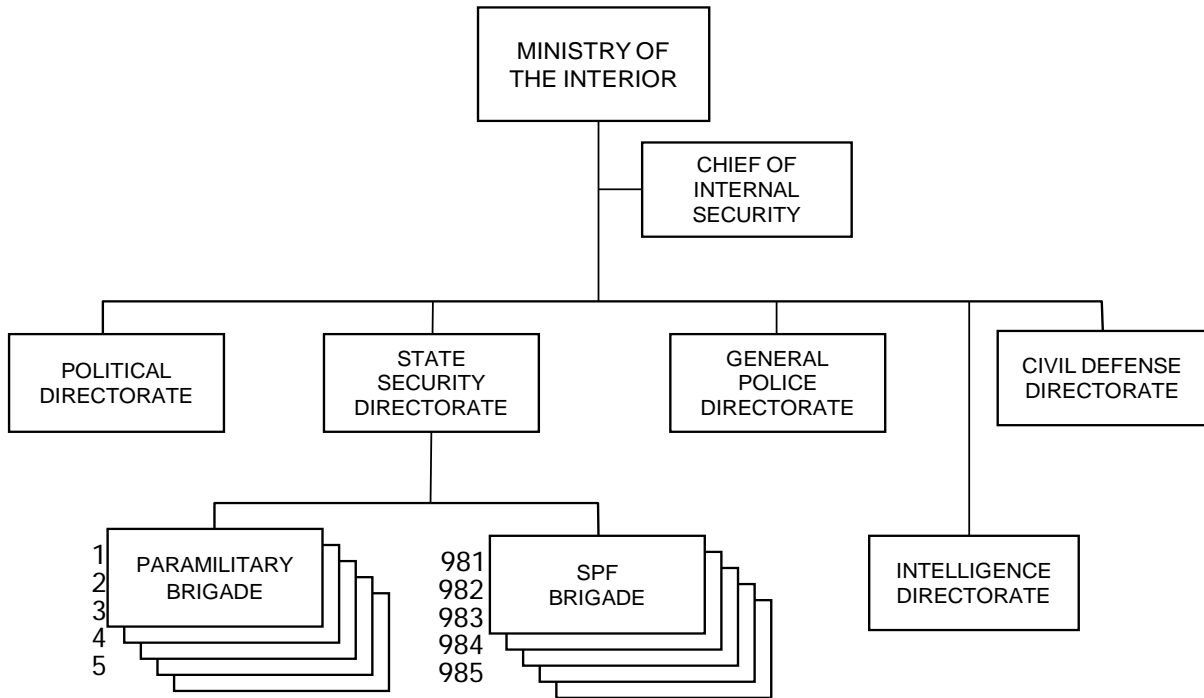 MINISTRY OF
THE INTERIOR
CHIEF OF
INTERNAL
SECURITY
POLITICAL
DIRECTORATE
STATE
SECURITY
DIRECTORATE
GENERAL
POLICE
DIRECTORATE
CIVIL DEFENSE
DIRECTORATE
1
2
3
4
5
PARAMILITARY
BRIGADE
981
982
983
984
985
SPF
BRIGADE
INTELLIGENCE
DIRECTORATE